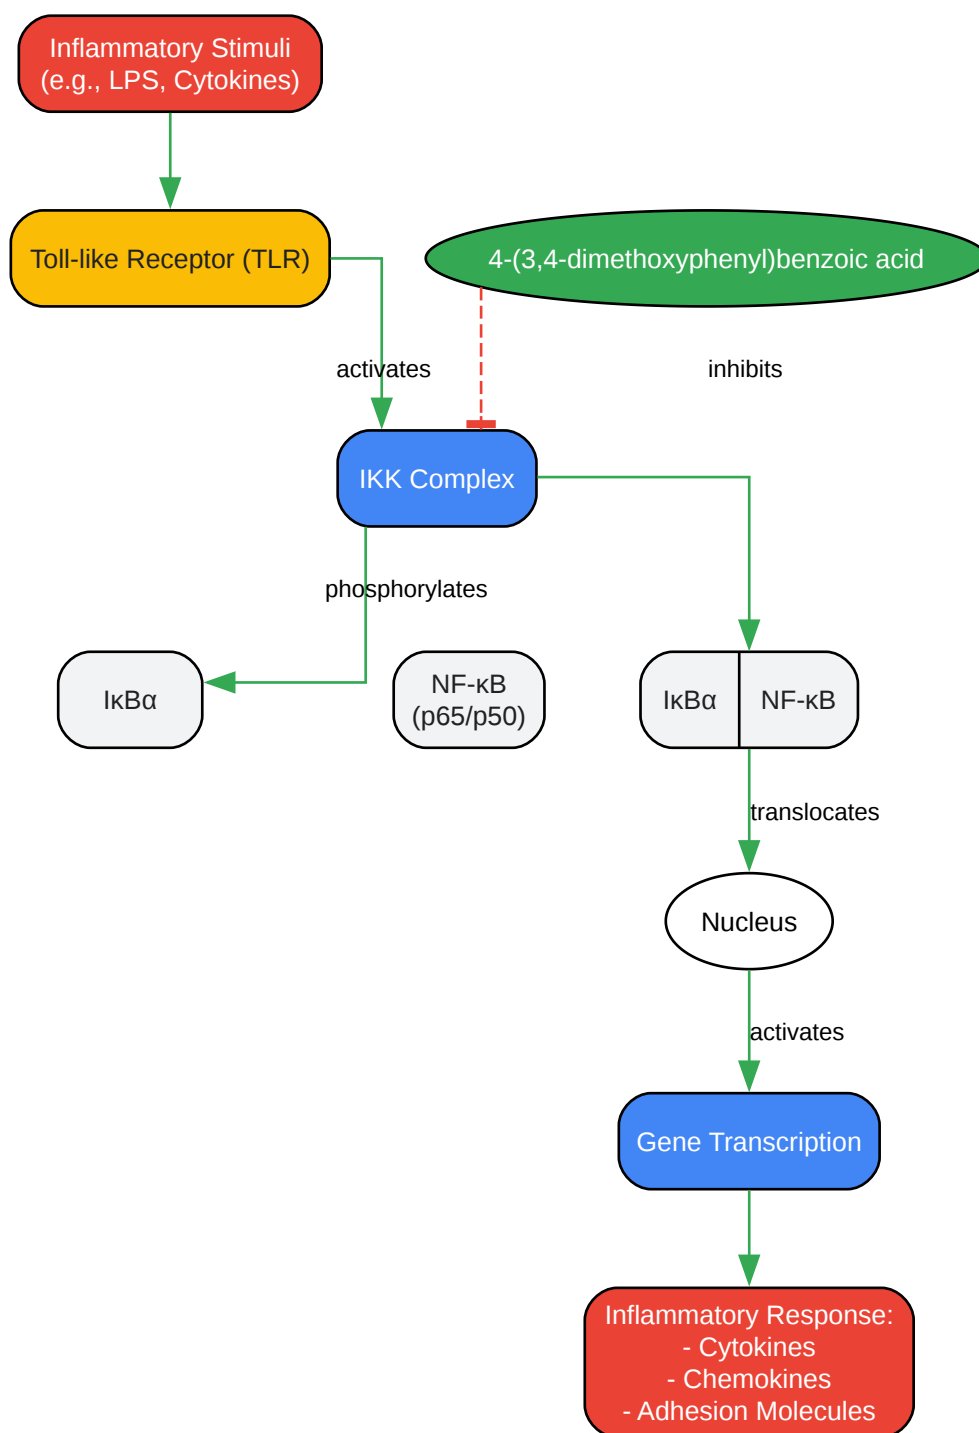 Inflammatory Stimuli
(e.g., LPS, Cytokines)
Toll-like Receptor (TLR)
4-(3,4-dimethoxyphenyl)benzoic acid
activates
inhibits
IKK Complex
phosphorylates
IκBα
NF-κB
(p65/p50)
IκBα
NF-κB
translocates
Nucleus
activates
Gene Transcription
Inflammatory Response:
- Cytokines
- Chemokines
- Adhesion Molecules